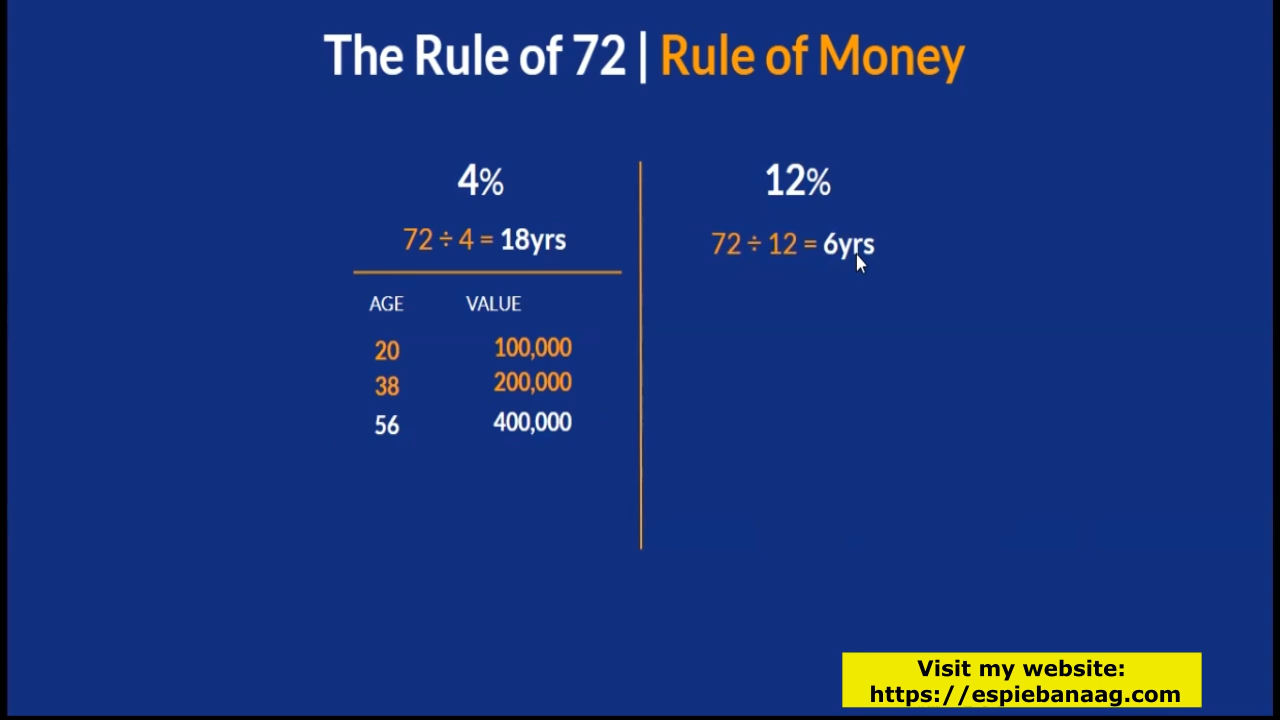 The Rule of 72 | Rule of Money
4%
72 ÷ 4 = 18yrs
AGE VALUE
20 100,000
38 200,000
56 400,000
12%
72 ÷ 12 = 6yrs
Visit my website:
https://espiebanaag.com